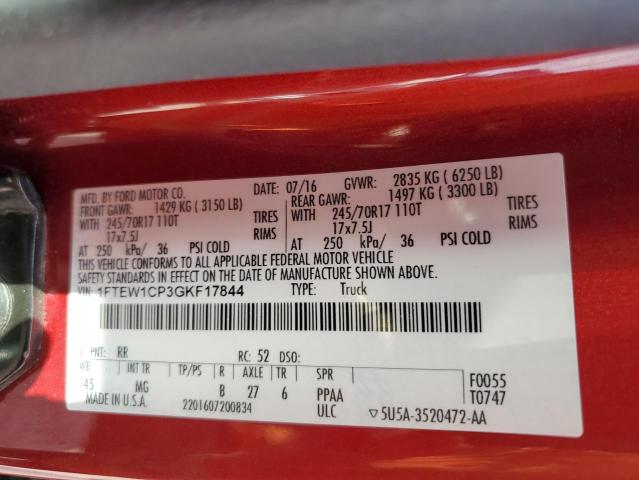 MFD. BY FORD MOTOR CO.
DATE: 07/16 GVWR: 2835 KG ( 6250 LB)
FRONT GAWR: 1429 KG ( 3150 LB)
REAR GAWR: 1497 KG ( 3300 LB)
WITH 245/70R17 110T TIRES
WITH 245/70R17 110T TIRES
17x7.5J RIMS
17x7.5J RIMS
AT 250 kPa/ 36 PSI COLD
AT 250 kPa/ 36 PSI COLD
THIS VEHICLE CONFORMS TO ALL APPLICABLE FEDERAL MOTOR VEHICLE
SAFETY STANDARDS IN EFFECT ON THE DATE OF MANUFACTURE SHOWN ABOVE.
VIN: 1FTEW1CP3GKF17844 TYPE: Truck
PNT: RR RC: 52 DSO:
WB INT TR TP/PS R AXLE TR SPR F0055
145 MG B 27 6 PPAA T0747
MADE IN U.S.A. 2201607200834 ULC ▽5U5A-3520472-AA